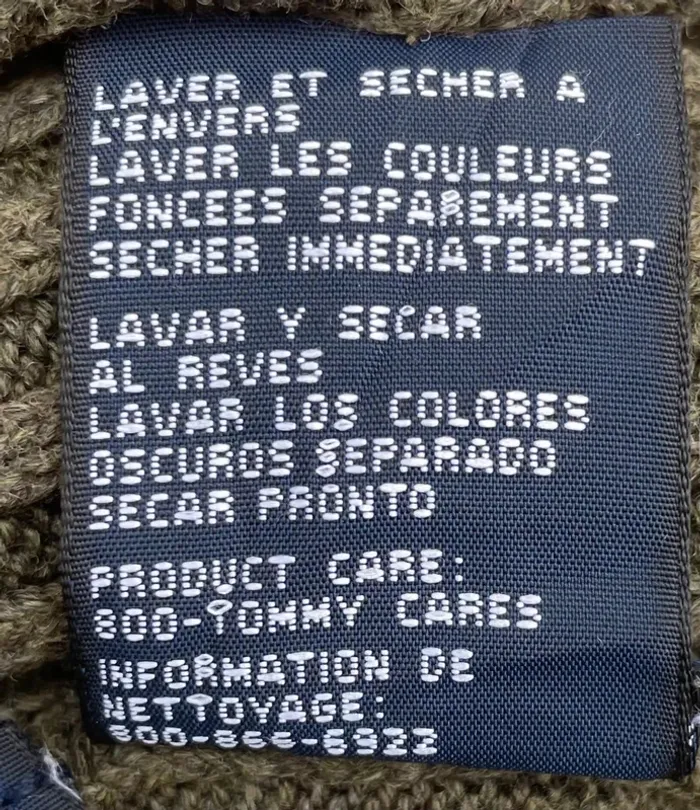 LAVER ET SECHER A
L'ENVERS
LAVER LES COULEURS
FONCEES SEPAREMENT
SECHER IMMEDIATEMENT
LAVAR Y SECAR
AL REVES
LAVAR LOS COLORES
OSCUROS SEPARADO
SECAR PRONTO
PRODUCT CARE:
800-TOMMY CARES
INFORMATION DE
NETTOYAGE:
800-866-6922